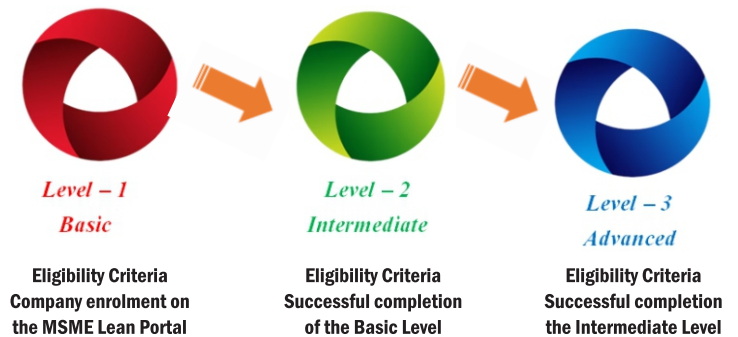 Level – 1
Basic
Eligibility Criteria
Company enrolment on
the MSME Lean Portal
Level – 2
Intermediate
Eligibility Criteria
Successful completion
of the Basic Level
Level – 3
Advanced
Eligibility Criteria
Successful completion
the Intermediate Level